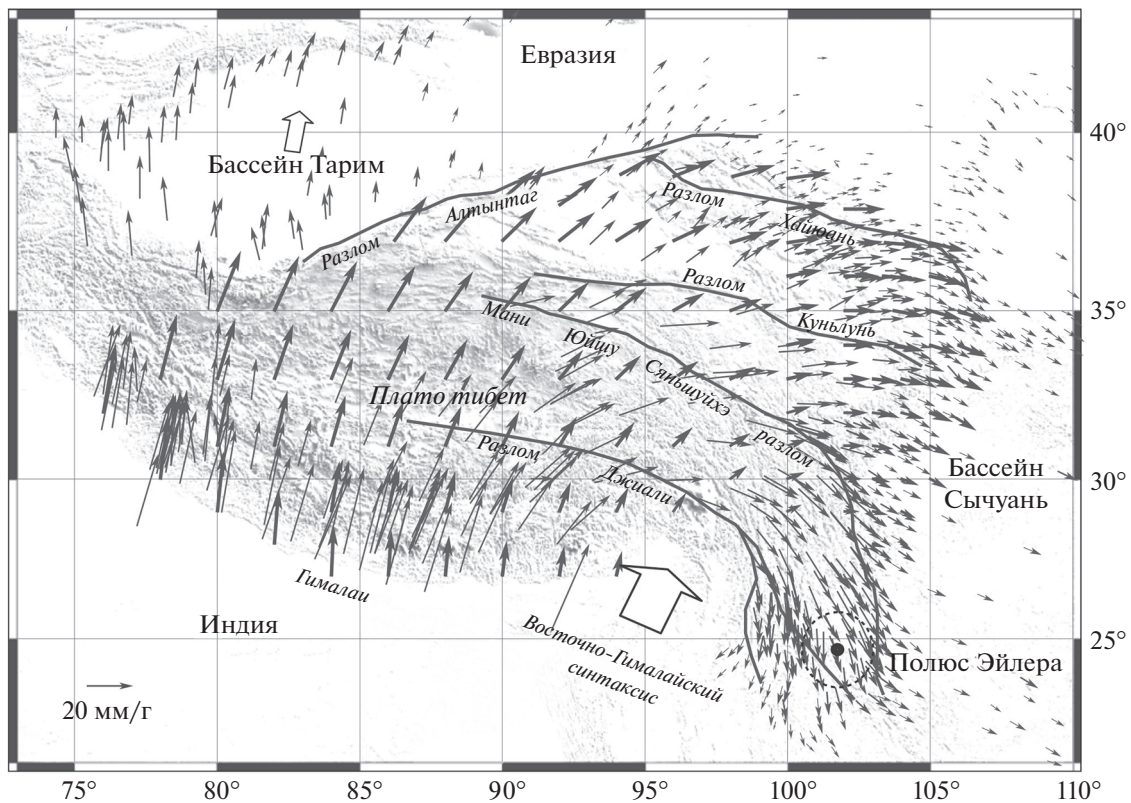 Евразия
40°
Бассейн Тарим
Разлом
Алтынтаг
Разлом
Хайюань
Разлом
Куньлунь
35°
Мани
Юйшу
Сяньшуйхэ
разлом
Плато тибет
Разлом
Джиали
30°
Бассейн
Сычуань
Гималаи
Индия
Восточно-Гималайский
синтаксис
25°
Полюс Эйлера
20 мм/г
75°
80°
85°
90°
95°
100°
105°
110°